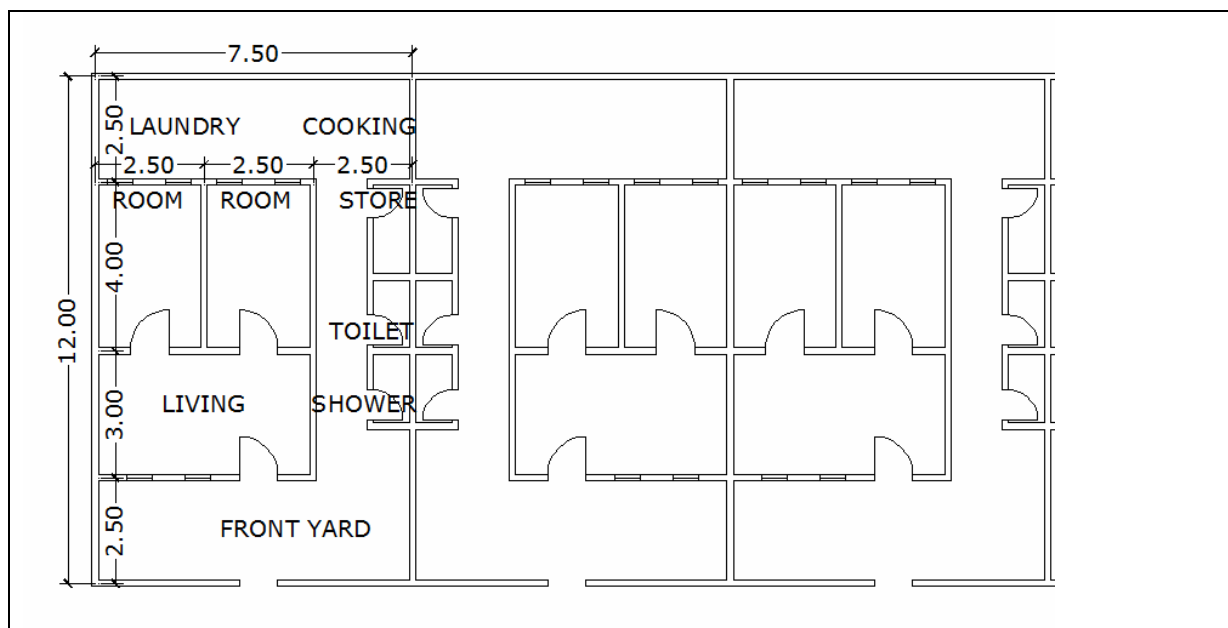 7.50
2.50
LAUNDRY COOKING
2.50 2.50 2.50
ROOM ROOM STORE
4.00
12.00
TOILET
3.00
LIVING SHOWER
2.50
FRONT YARD